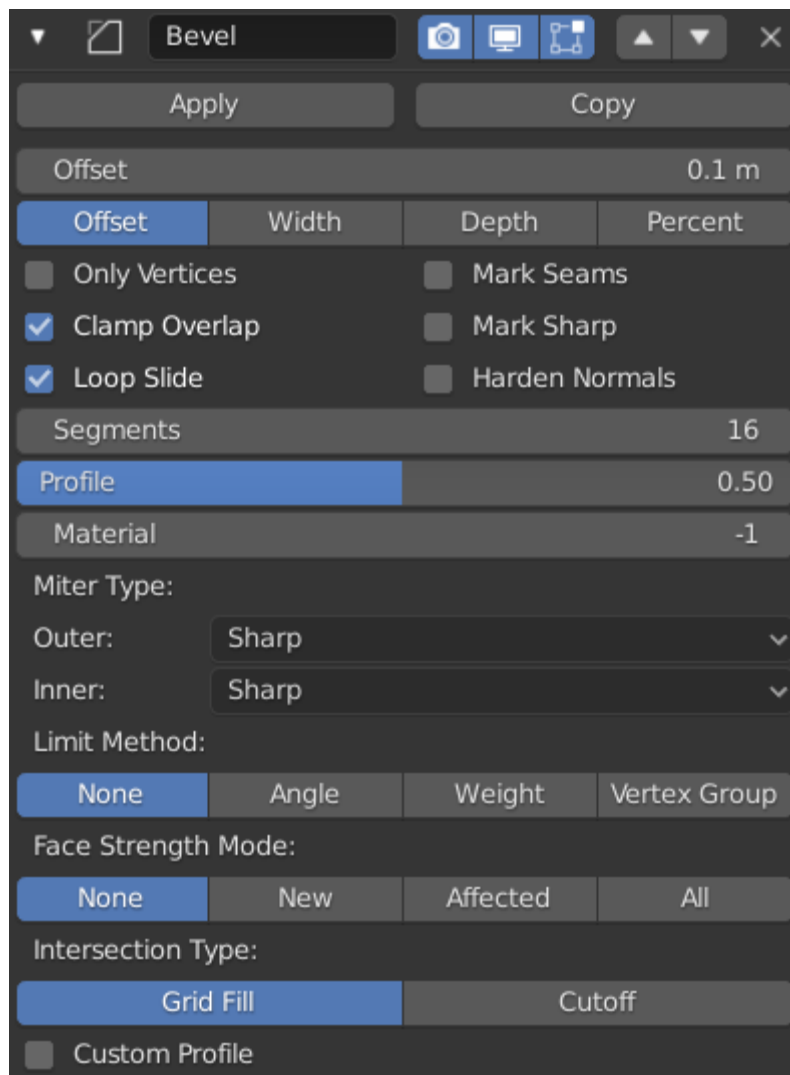 Bevel
Apply Copy
Offset 0.1 m
Offset Width Depth Percent
Only Vertices Mark Seams
Clamp Overlap Mark Sharp
Loop Slide Harden Normals
Segments 16
Profile 0.50
Material -1
Miter Type:
Outer: Sharp
Inner: Sharp
Limit Method:
None Angle Weight Vertex Group
Face Strength Mode:
None New Affected All
Intersection Type:
Grid Fill Cutoff
Custom Profile